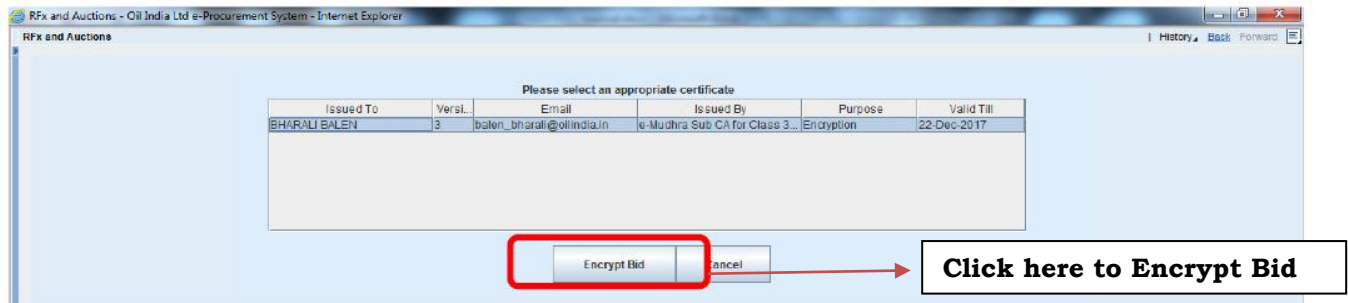 RFx and Auctions - Oil India Ltd e-Procurement System - Internet Explorer
RFx and Auctions | History Back Forward
Please select an appropriate certificate
Issued To Versi... Email Issued By Purpose Valid Till
BHARALI BALEN 3 balen_bharali@oilindia.in e-Mudhra Sub CA for Class 3... Encryption 22-Dec-2017
Encrypt Bid Cancel
Click here to Encrypt Bid